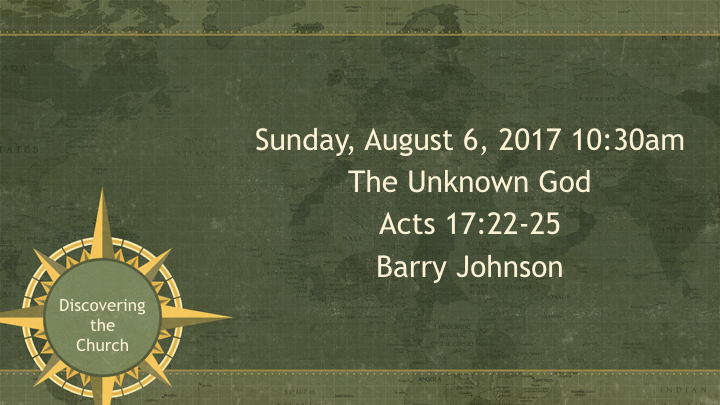 Sunday, August 6, 2017 10:30am
The Unknown God
Acts 17:22-25
Barry Johnson
Discovering
the
Church